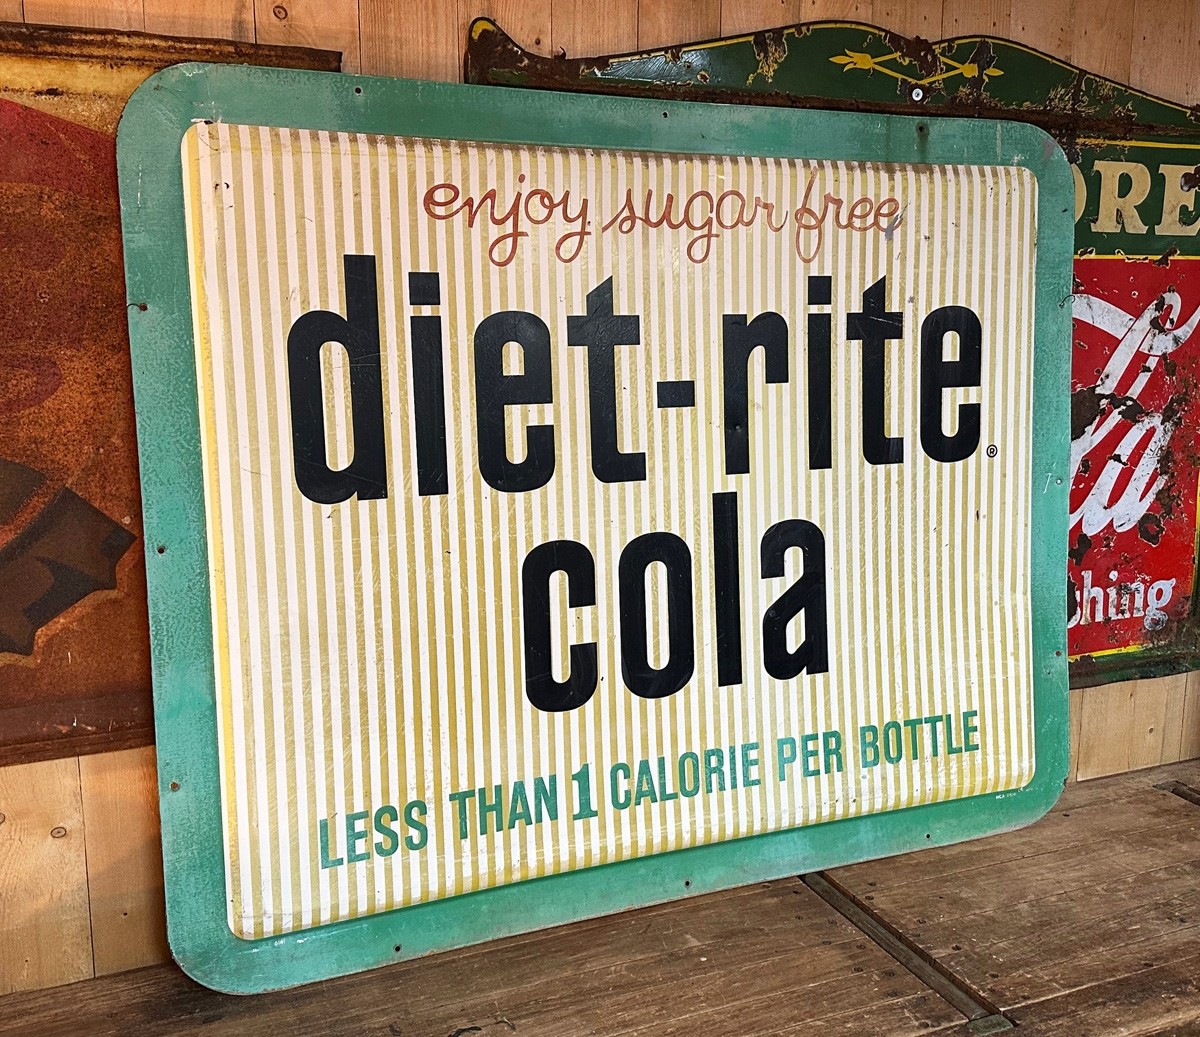 enjoy sugar free
diet-rite
®
cola
LESS THAN 1 CALORIE PER BOTTLE